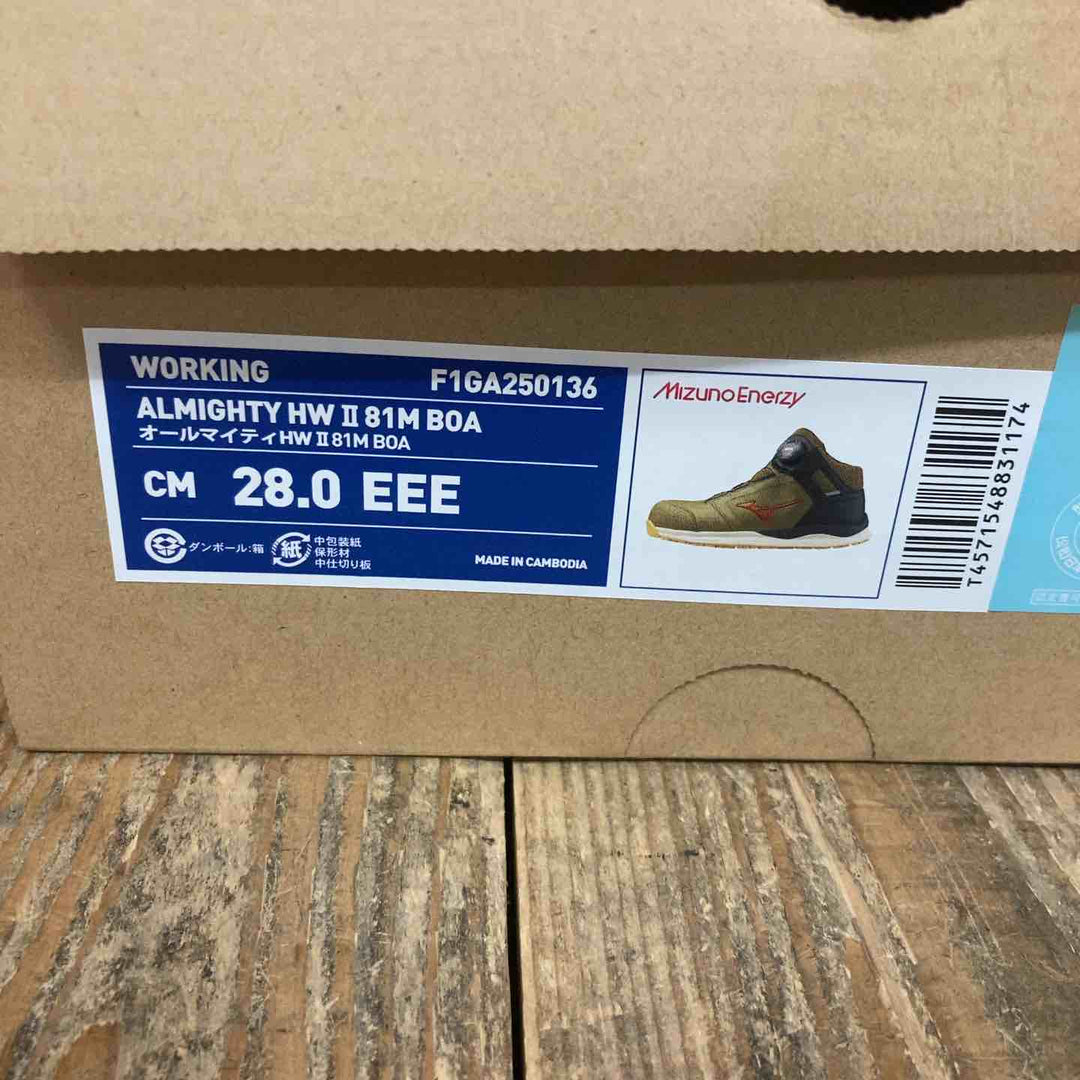 WORKING
F1GA250136
ALMIGHTY HW Ⅱ 81M BOA
オールマイティHW Ⅱ 81M BOA
CM 28.0 EEE
ダンボール:箱
紙
中包装紙
保形材
中仕切り板
MADE IN CAMBODIA
Mizuno Enerzy
T4571548831174